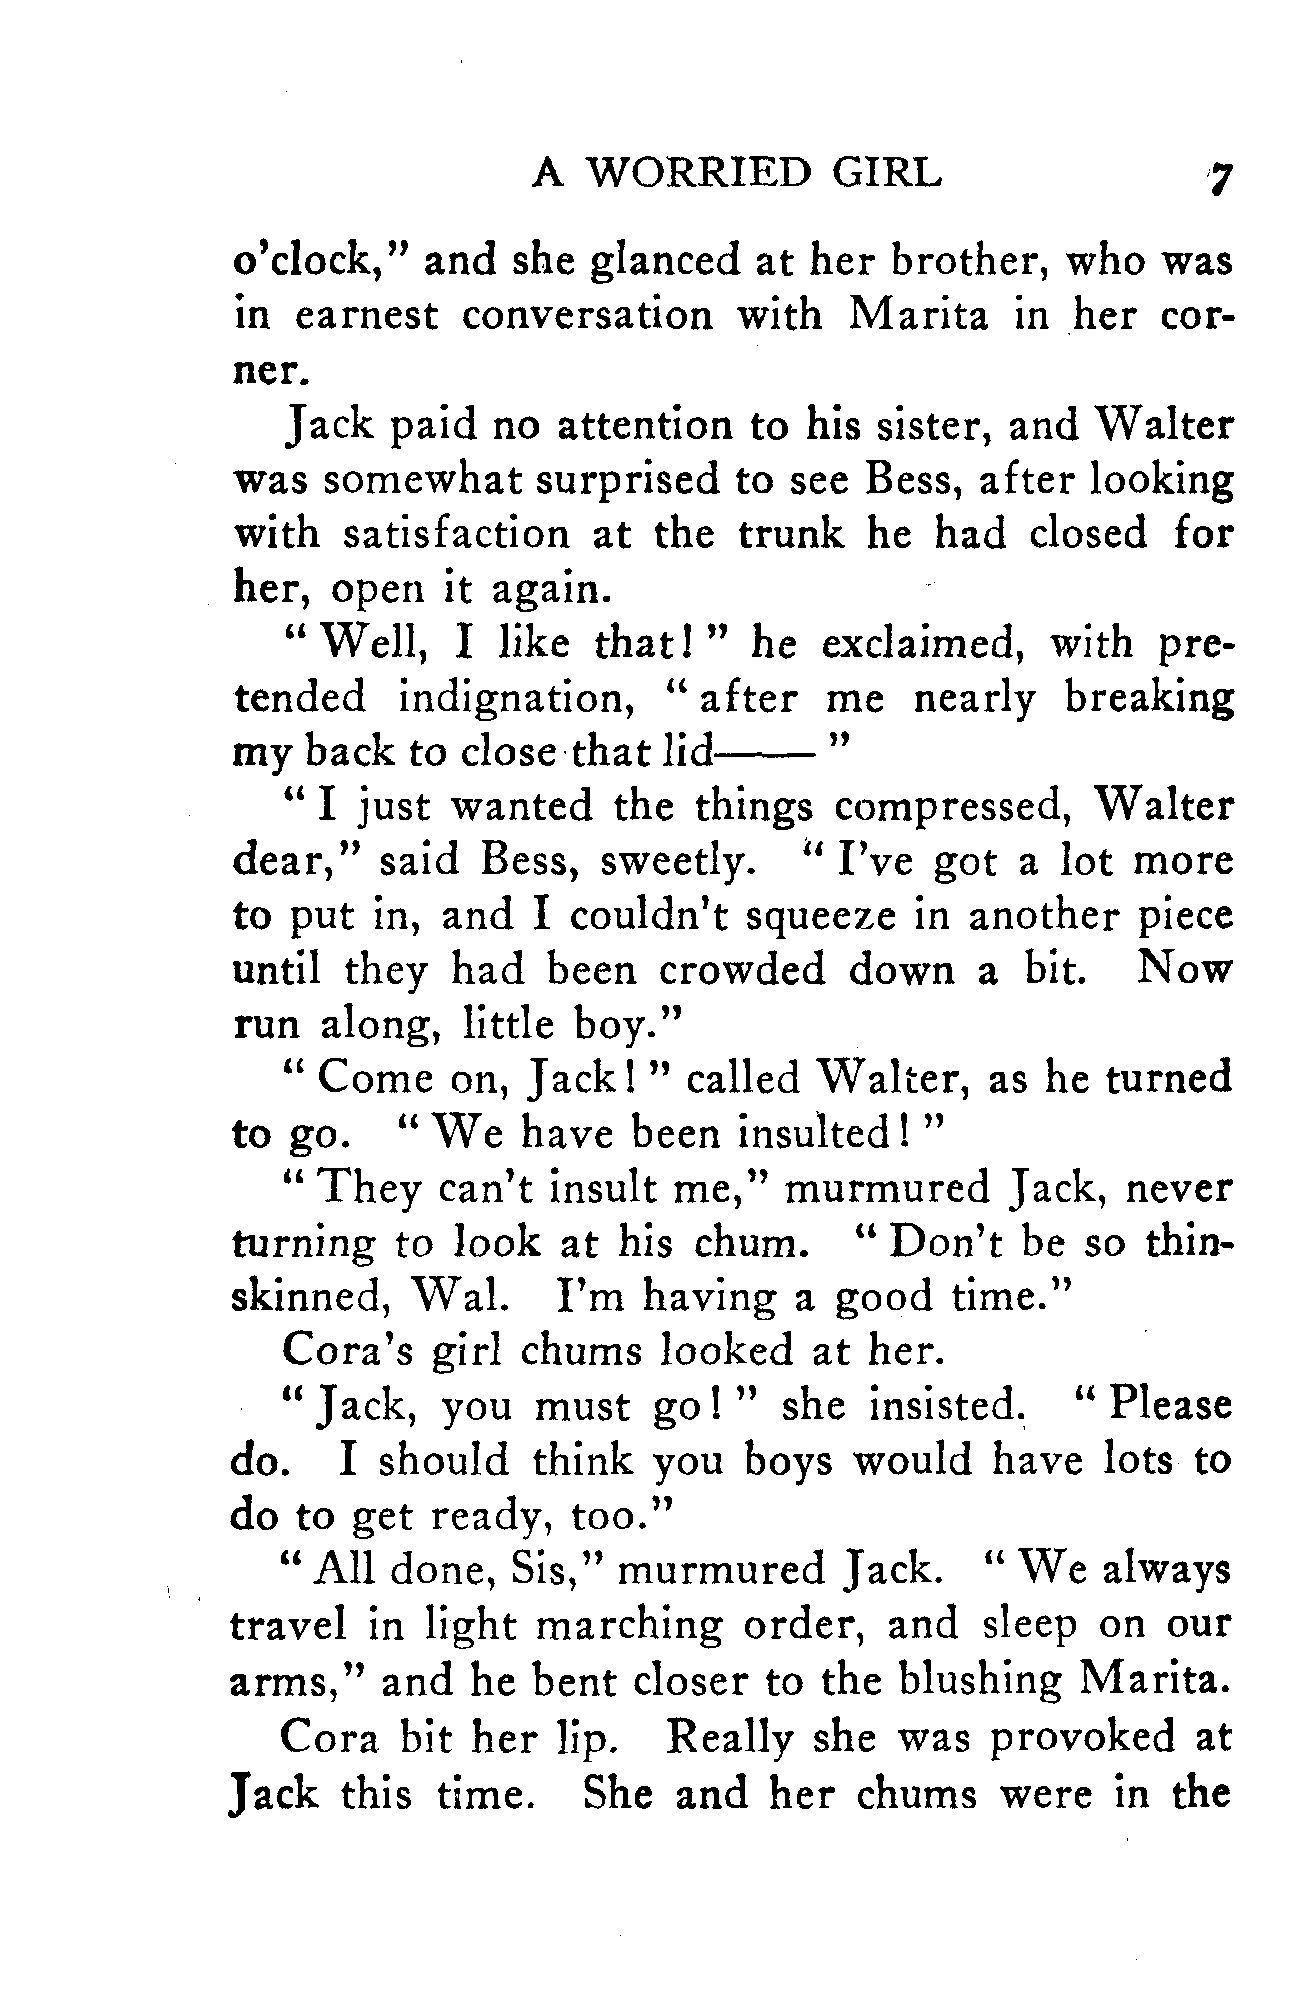 A WORRIED GIRL 7
o'clock," and she glanced at her brother, who was
in earnest conversation with Marita in her cor-
ner.
Jack paid no attention to his sister, and Walter
was somewhat surprised to see Bess, after looking
with satisfaction at the trunk he had closed for
her, open it again.
"Well, I like that!" he exclaimed, with pre-
tended indignation, "after me nearly breaking
my back to close that lid——"
"I just wanted the things compressed, Walter
dear," said Bess, sweetly. "I've got a lot more
to put in, and I couldn't squeeze in another piece
until they had been crowded down a bit. Now
run along, little boy."
"Come on, Jack!" called Walter, as he turned
to go. "We have been insulted!"
"They can't insult me," murmured Jack, never
turning to look at his chum. "Don't be so thin-
skinned, Wal. I'm having a good time."
Cora's girl chums looked at her.
"Jack, you must go!" she insisted. "Please
do. I should think you boys would have lots to
do to get ready, too."
"All done, Sis," murmured Jack. "We always
travel in light marching order, and sleep on our
arms," and he bent closer to the blushing Marita.
Cora bit her lip. Really she was provoked at
Jack this time. She and her chums were in the